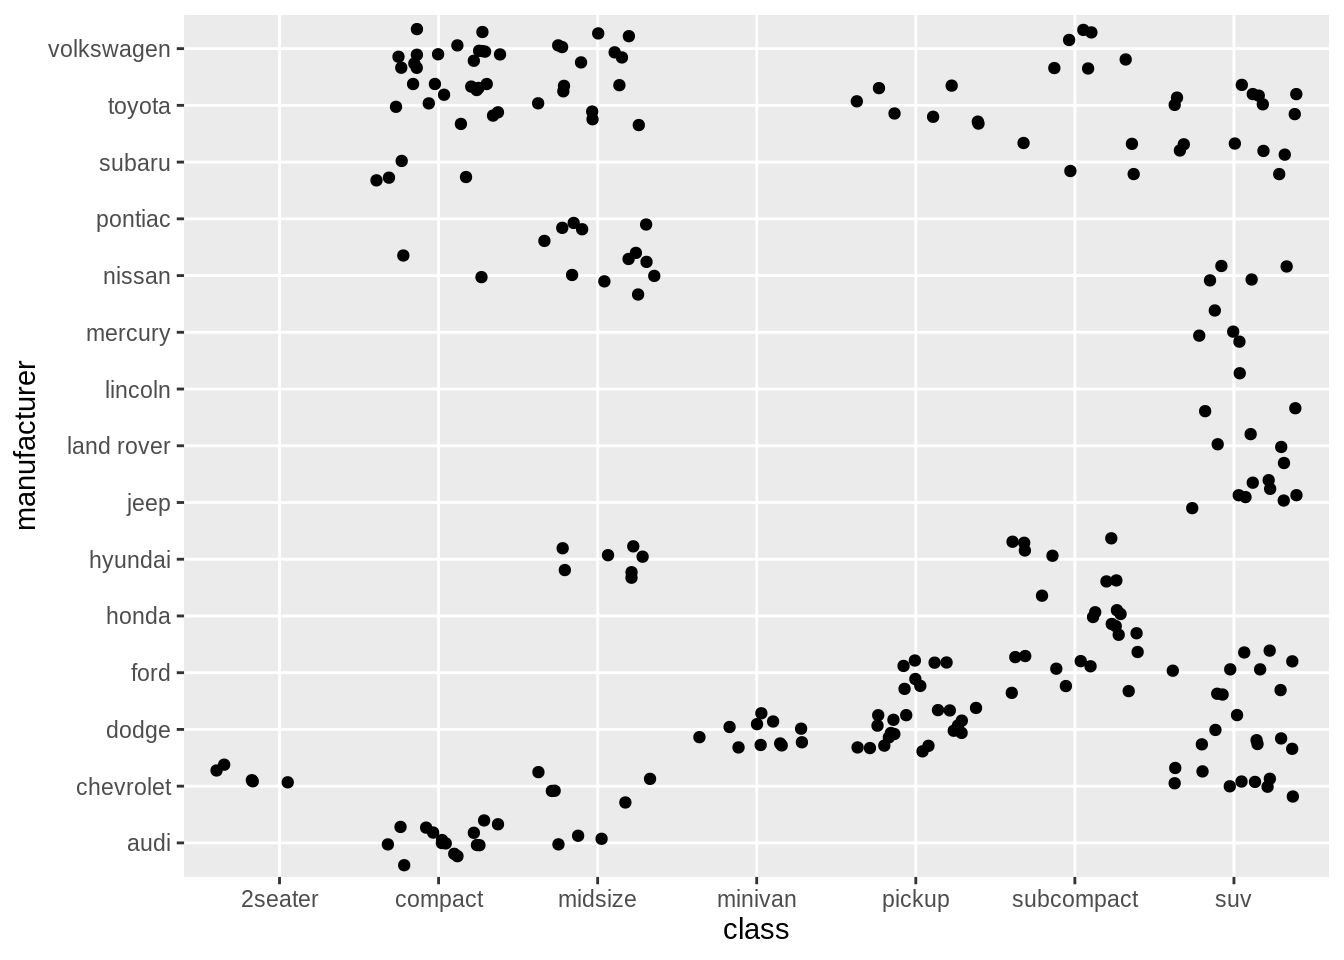 volkswagen
toyota
subaru
pontiac
nissan
mercury
lincoln
land rover
jeep
hyundai
honda
ford
dodge
chevrolet
audi
manufacturer
2seater compact midsize minivan pickup subcompact suv
class